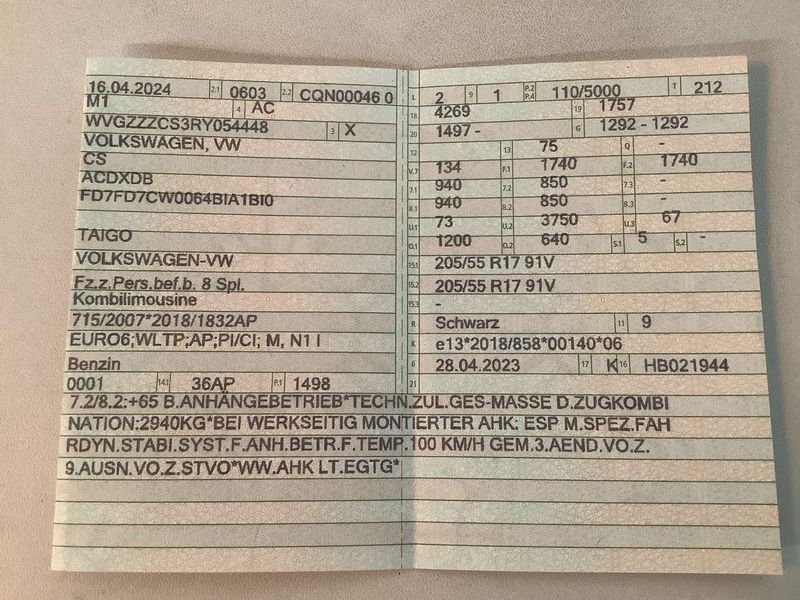 16.04.2024 2.1 0603 2.2 CQN00046 0
M1 4 AC
WVGZZZCS3RY054448 3 X
VOLKSWAGEN, VW
CS
ACDXDB
FD7FD7CW0064BIA1BI0
TAIGO
VOLKSWAGEN-VW
Fz.z.Pers.bef.b. 8 Spl.
Kombilimousine
715/2007*2018/1832AP
EURO6;WLTP;AP;PI/CI; M, N1 I
Benzin
0001 14.1 36AP P.1 1498
L 2 9 1 P.2 P.4 110/5000 T 212
18 4269 19 1757
20 1497 - G 1292 - 1292
12 13 75 Q -
V.7 134 F.1 1740 F.2 1740
7.1 940 7.2 850 7.3 -
8.1 940 8.2 850 8.3 -
U.1 73 U.2 3750 U.3 67
O.1 1200 O.2 640 S.1 5 S.2 -
15.1 205/55 R17 91V
15.2 205/55 R17 91V
15.3 -
R Schwarz 11 9
K e13*2018/858*00140*06
6 28.04.2023 17 K 16 HB021944
21
7.2/8.2:+65 B.ANHÄNGEBETRIEB*TECHN.ZUL.GES-MASSE D.ZUGKOMBI
NATION:2940KG*BEI WERKSEITIG MONTIERTER AHK: ESP M.SPEZ.FAH
RDYN.STABI.SYST.F.ANH.BETR.F.TEMP.100 KM/H GEM.3.AEND.VO.Z.
9.AUSN.VO.Z.STVO*WW.AHK LT.EGTG*